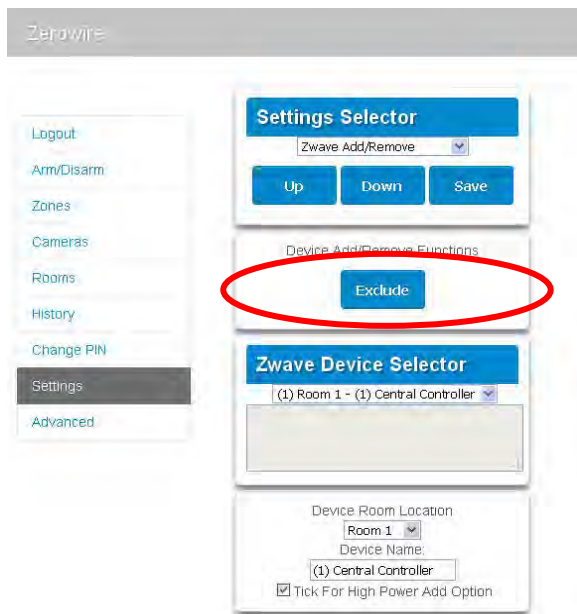 Zerowire
Logout
Arm/Disarm
Zones
Cameras
Rooms
History
Change PIN
Settings
Advanced
Settings Selector
Zwave Add/Remove
Up Down Save
Device Add/Remove Functions
Exclude
Zwave Device Selector
(1) Room 1 - (1) Central Controller
Device Room Location
Room 1
Device Name:
(1) Central Controller
Tick For High Power Add Option